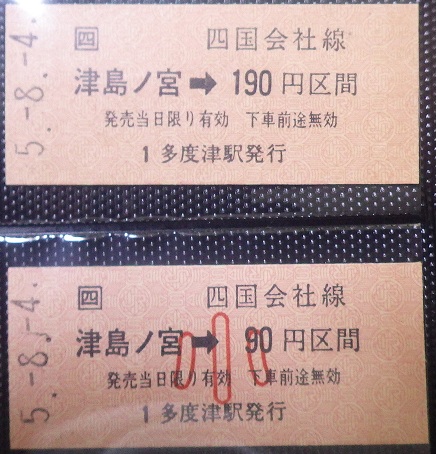 5.-8.-4.
四 四国会社線
津島ノ宮➡190円区間
発売当日限り有効 下車前途無効
1 多度津駅発行
5.-8.-4.
四 四国会社線
津島ノ宮➡90円区間
発売当日限り有効 下車前途無効
1 多度津駅発行
小